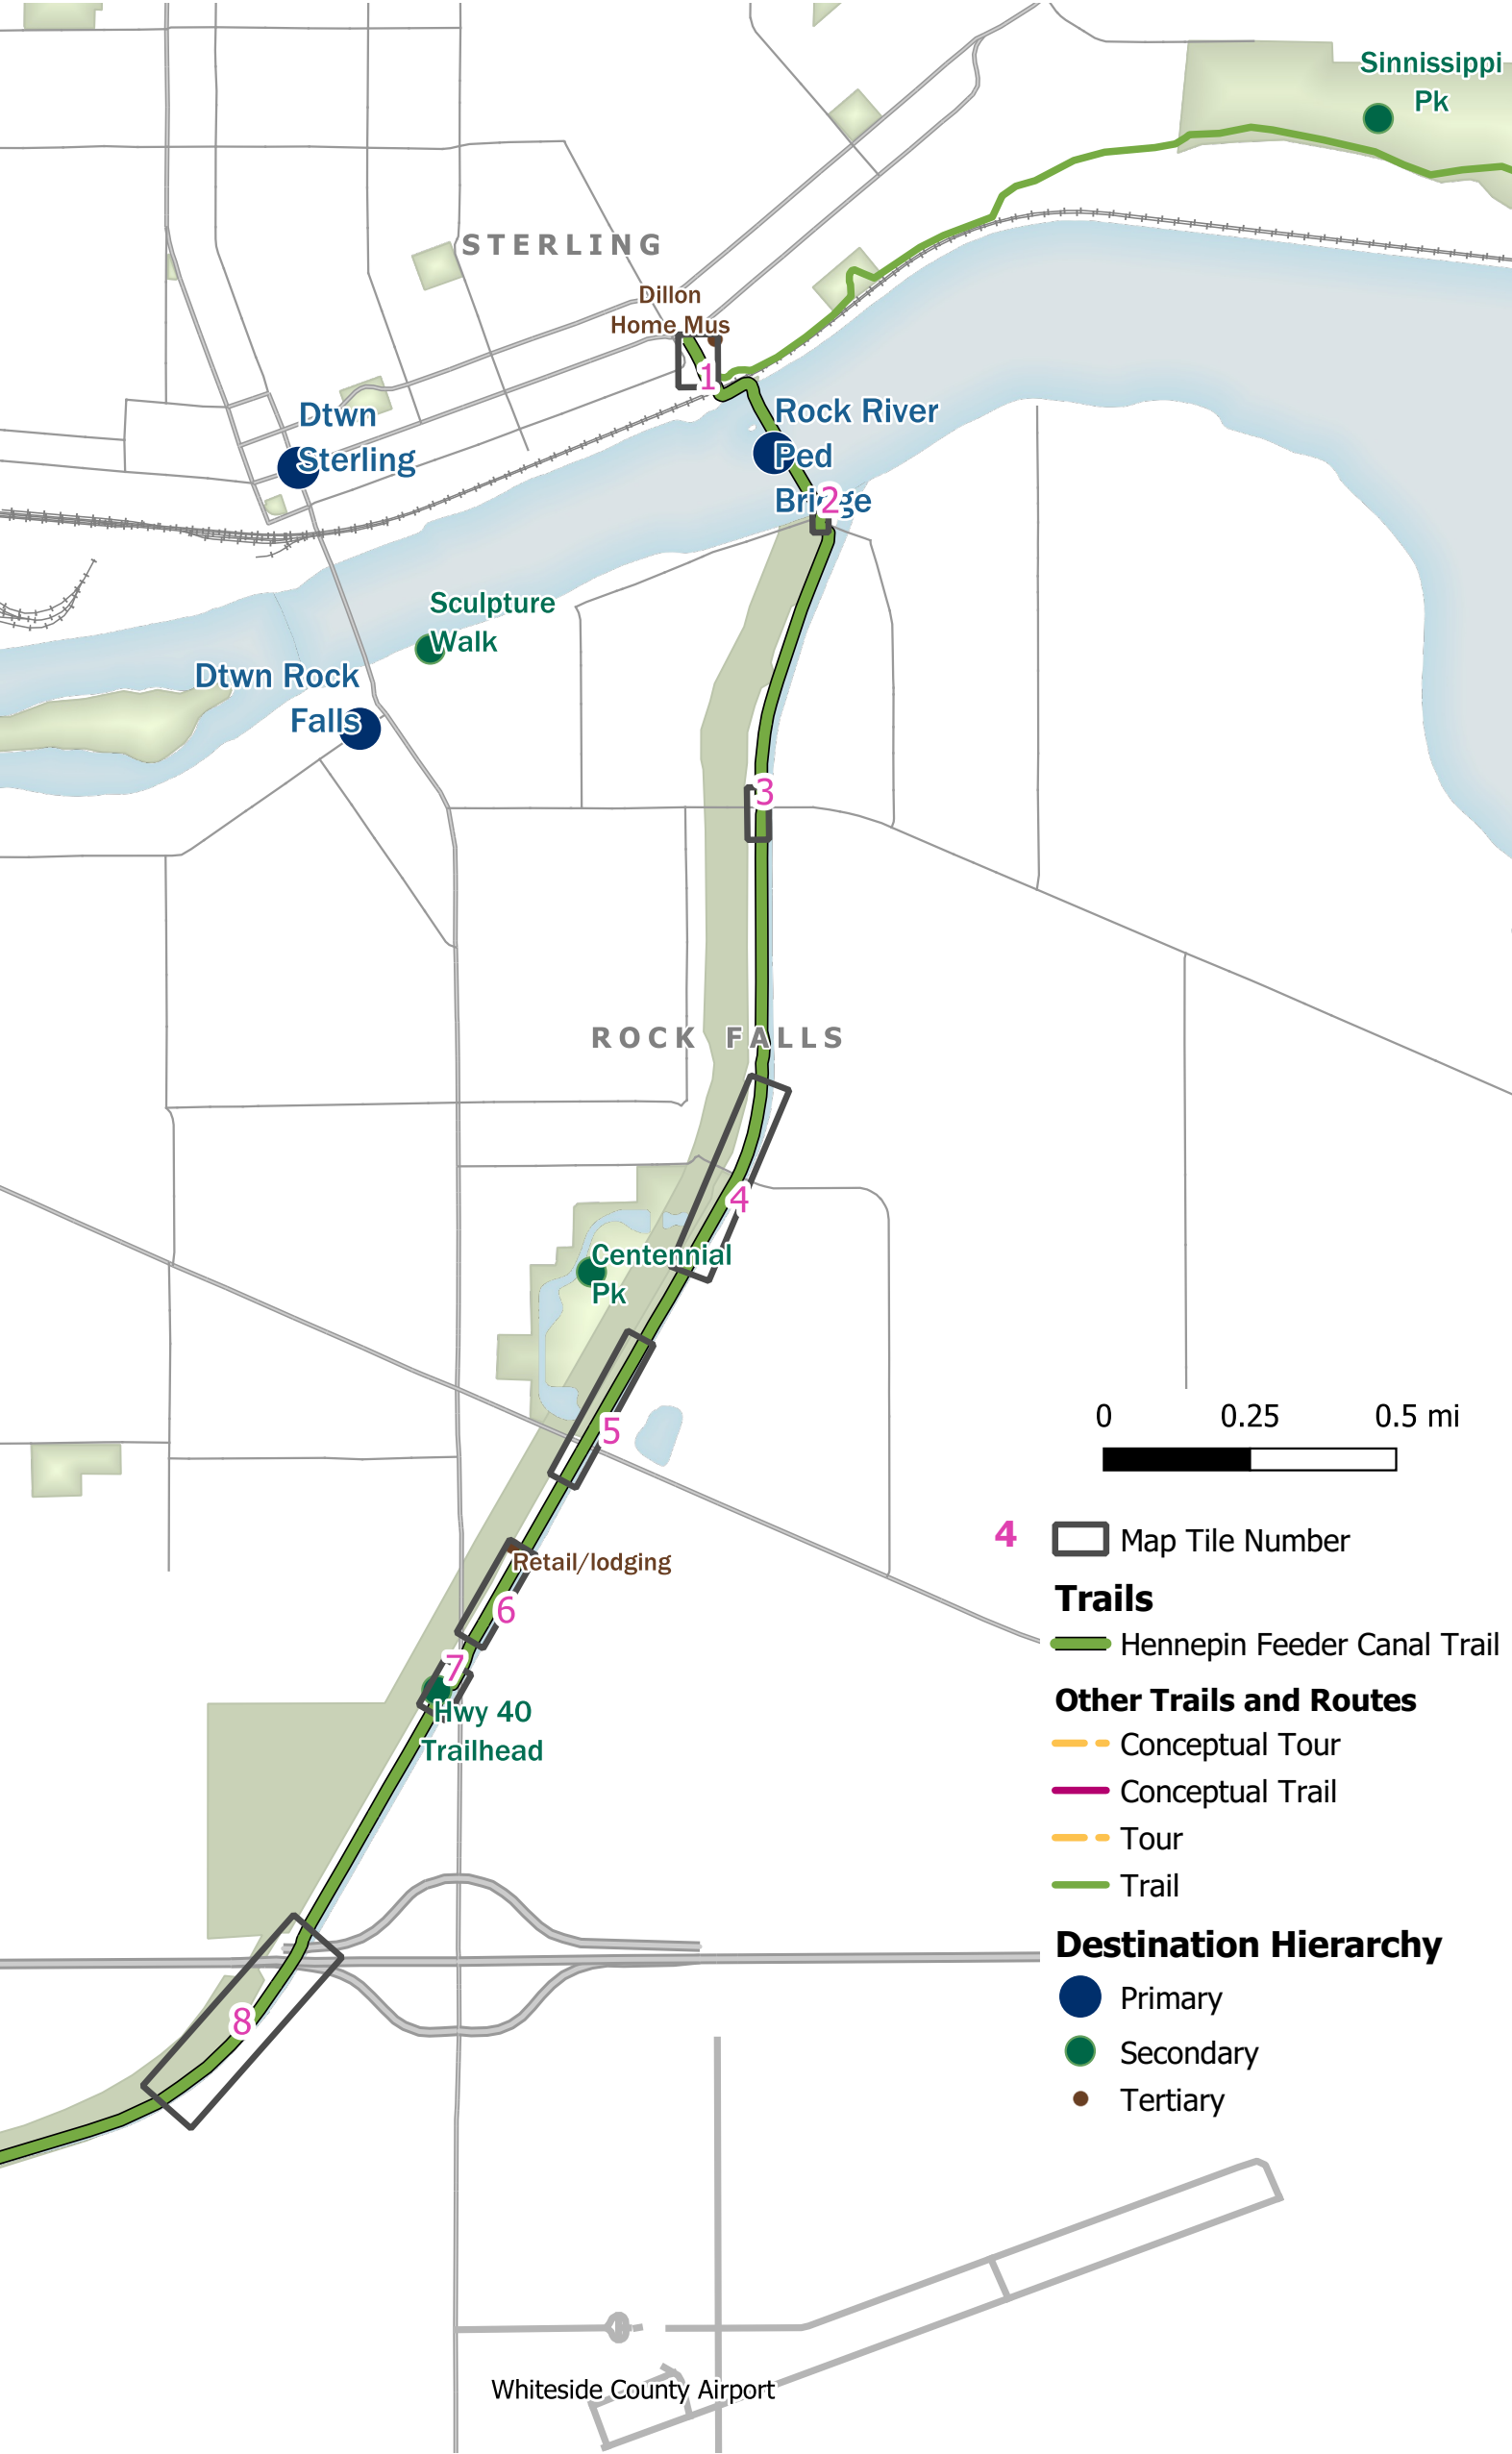 Sinnissippi
Pk
STERLING
Dillon
Home Mus
1
Dtwn
Sterling
Rock River
Ped
Bridge
2
Sculpture
Walk
Dtwn Rock
Falls
3
ROCK FALLS
4
Centennial
Pk
5
0 0.25 0.5 mi
4 Map Tile Number
Retail/lodging
6
Trails
Hennepin Feeder Canal Trail
7
Hwy 40
Trailhead
Other Trails and Routes
Conceptual Tour
Conceptual Trail
Tour
Trail
Destination Hierarchy
Primary
8
Secondary
Tertiary
Whiteside County Airport